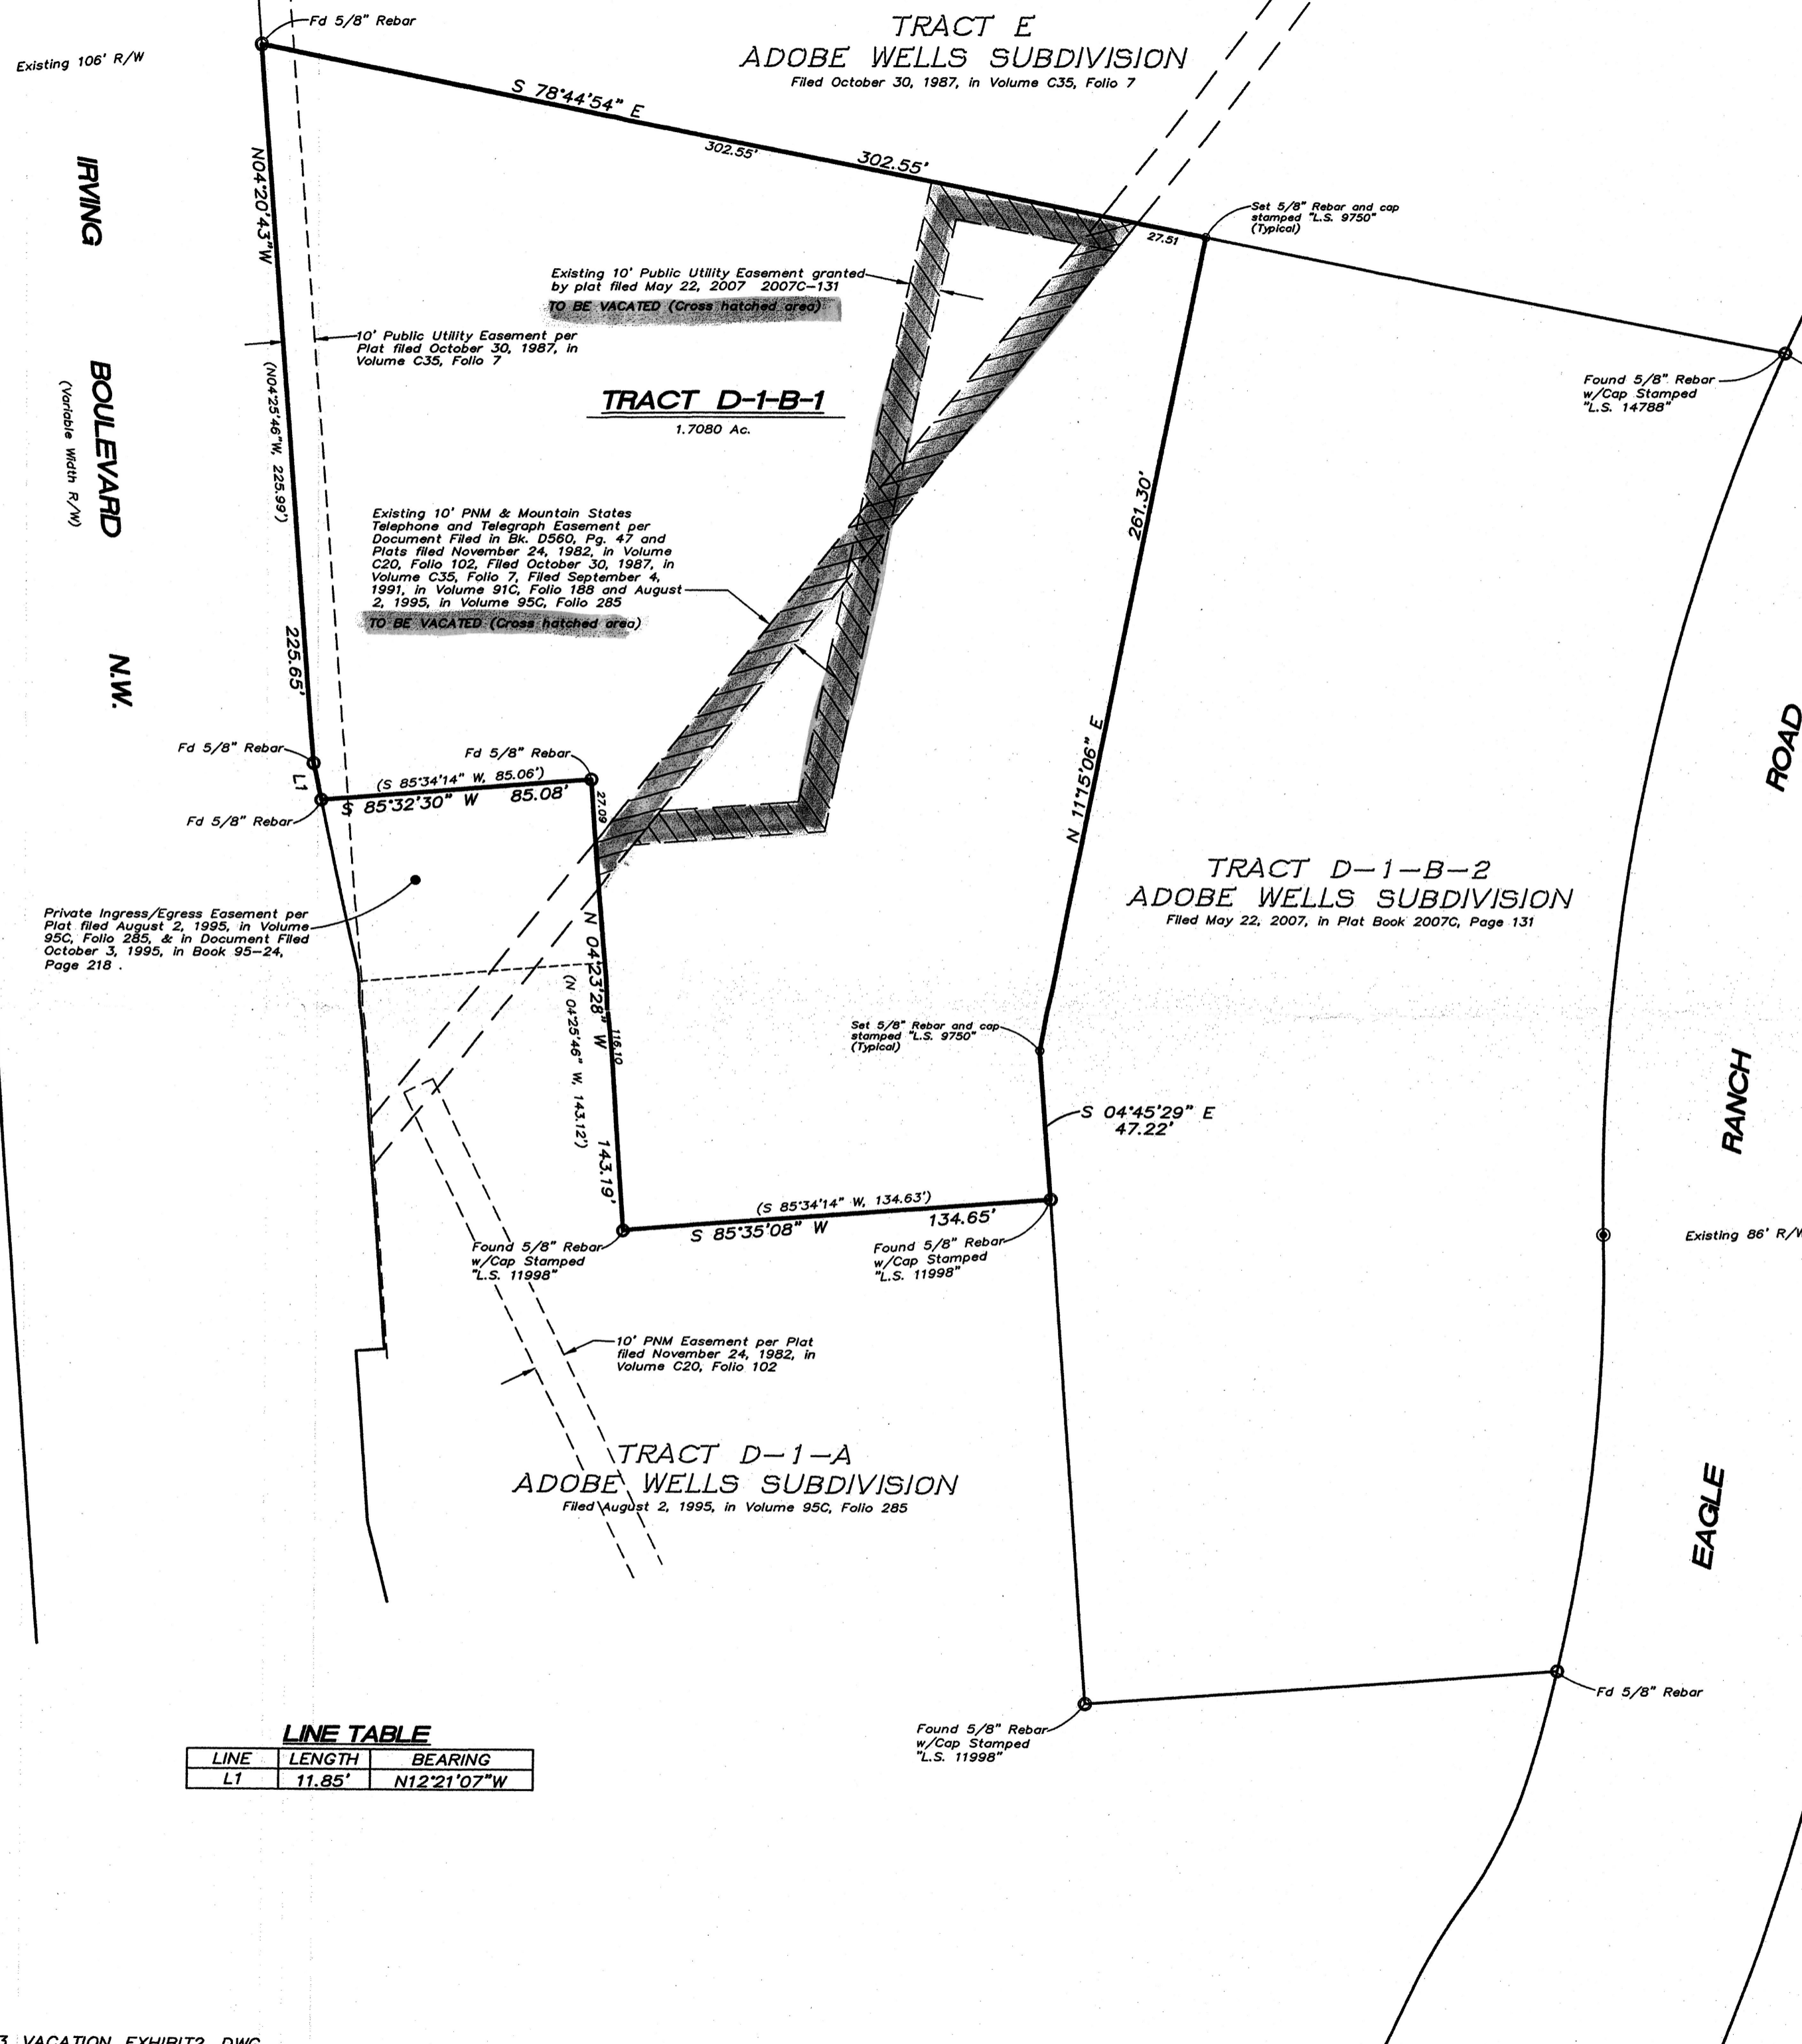 Fd 5/8" Rebar
Existing 106' R/W
TRACT E
ADOBE WELLS SUBDIVISION
Filed October 30, 1987, in Volume C35, Folio 7
S 78°44'54" E
302.55'
302.55'
27.51
Set 5/8" Rebar and cap
stamped "L.S. 9750"
(Typical)
IRVING
BOULEVARD
N.W.
(Variable Width R/W)
N04°20'43"W
(N04°25'46"W, 225.99')
225.65'
Existing 10' Public Utility Easement granted
by plat filed May 22, 2007 2007C-131
TO BE VACATED (Cross hatched area)
10' Public Utility Easement per
Plat filed October 30, 1987, in
Volume C35, Folio 7
TRACT D-1-B-1
1.7080 Ac.
Found 5/8" Rebar
w/Cap Stamped
"L.S. 14788"
261.30'
N 11°15'06" E
Existing 10' PNM & Mountain States
Telephone and Telegraph Easement per
Document Filed in Bk. D560, Pg. 47 and
Plats filed November 24, 1982, in Volume
C20, Folio 102, Filed October 30, 1987, in
Volume C35, Folio 7, Filed September 4,
1991, in Volume 91C, Folio 188 and August
2, 1995, in Volume 95C, Folio 285
TO BE VACATED (Cross hatched area)
Fd 5/8" Rebar
L1
Fd 5/8" Rebar
Fd 5/8" Rebar
(S 85°34'14" W, 85.06')
S 85°32'30" W 85.08'
27.09
ROAD
RANCH
EAGLE
TRACT D-1-B-2
ADOBE WELLS SUBDIVISION
Filed May 22, 2007, in Plat Book 2007C, Page 131
Private Ingress/Egress Easement per
Plat filed August 2, 1995, in Volume
95C, Folio 285, & in Document Filed
October 3, 1995, in Book 95-24,
Page 218 .
N 04°23'28" W
116.10
(N 04°25'46" W, 143.12')
143.19'
Set 5/8" Rebar and cap
stamped "L.S. 9750"
(Typical)
S 04°45'29" E
47.22'
(S 85°34'14" W, 134.63')
S 85°35'08" W 134.65'
Found 5/8" Rebar
w/Cap Stamped
"L.S. 11998"
Found 5/8" Rebar
w/Cap Stamped
"L.S. 11998"
Existing 86' R/W
10' PNM Easement per Plat
filed November 24, 1982, in
Volume C20, Folio 102
TRACT D-1-A
ADOBE WELLS SUBDIVISION
Filed August 2, 1995, in Volume 95C, Folio 285
Fd 5/8" Rebar
Found 5/8" Rebar
w/Cap Stamped
"L.S. 11998"
LINE TABLE
LINE LENGTH BEARING
L1 11.85' N12°21'07"W
VACATION EXHIBIT2.DWG